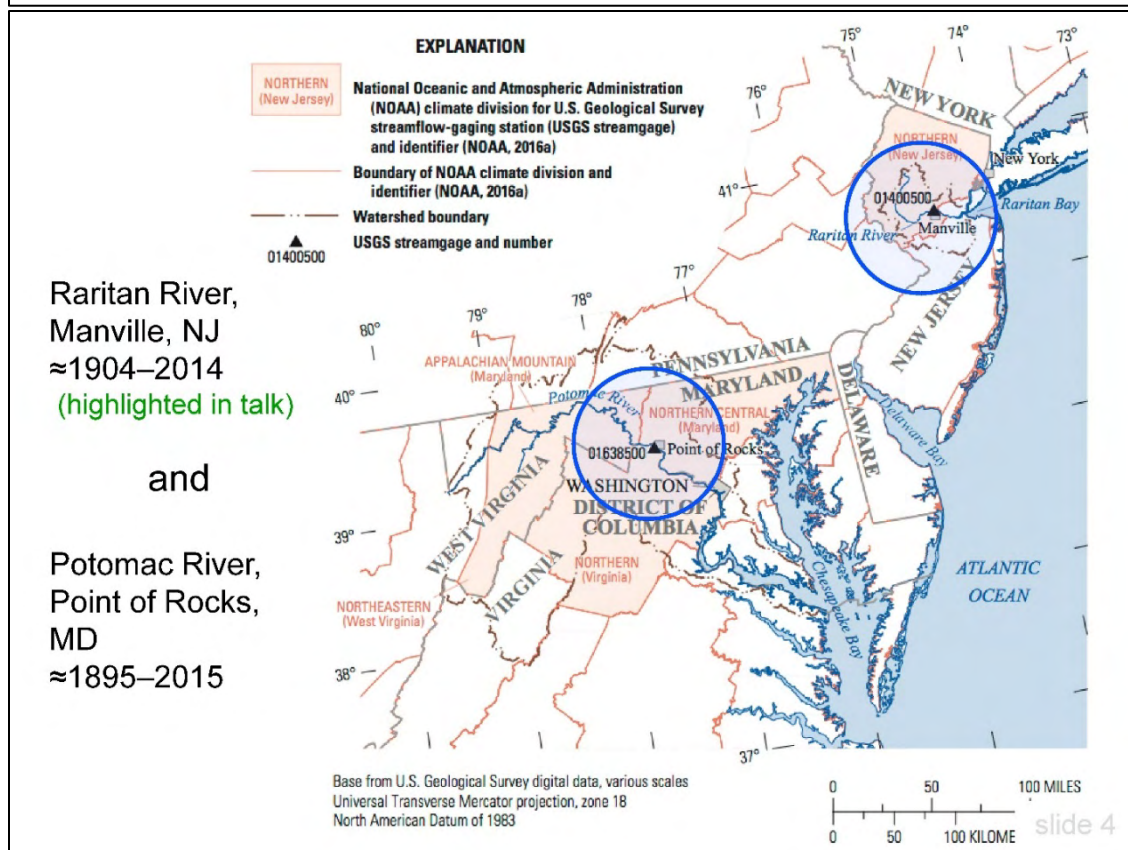 EXPLANATION
NORTHERN
(New Jersey)
National Oceanic and Atmospheric Administration
(NOAA) climate division for U.S. Geological Survey
streamflow-gaging station (USGS streamgage)
and identifier (NOAA, 2016a)
Boundary of NOAA climate division and
identifier (NOAA, 2016a)
Watershed boundary
01400500
USGS streamgage and number
Raritan River,
Manville, NJ
≈1904–2014
(highlighted in talk)
and
Potomac River,
Point of Rocks,
MD
≈1895–2015
75°
74°
73°
76°
NEW YORK
NORTHERN
(New Jersey)
New York
41°
01400500
Raritan Bay
Manville
Raritan River
77°
78°
79°
80°
NEW JERSEY
APPALACHIAN MOUNTAIN
(Maryland)
PENNSYLVANIA
MARYLAND
DELAWARE
40°
Potomac River
NORTHERN CENTRAL
(Maryland)
Delaware Bay
01638500
Point of Rocks
WASHINGTON
DISTRICT OF
COLUMBIA
39°
WEST VIRGINIA
VIRGINIA
NORTHERN
(Virginia)
Chesapeake Bay
ATLANTIC
OCEAN
NORTHEASTERN
(West Virginia)
38°
37°
Base from U.S. Geological Survey digital data, various scales
Universal Transverse Mercator projection, zone 18
North American Datum of 1983
0 50 100 MILES
0 50 100 KILOME
slide 4